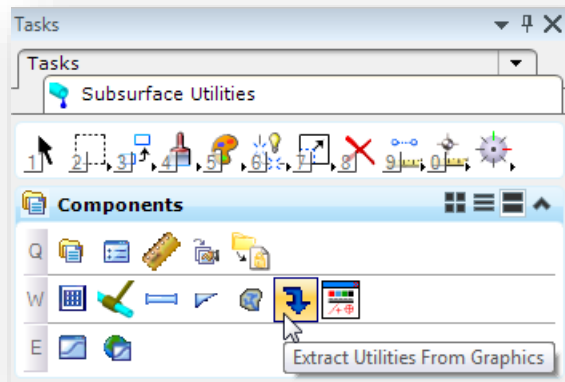 Tasks
Tasks
Subsurface Utilities
1 2 3 4 5 6 7 8 9 0
Components
Q
W
E
Extract Utilities From Graphics